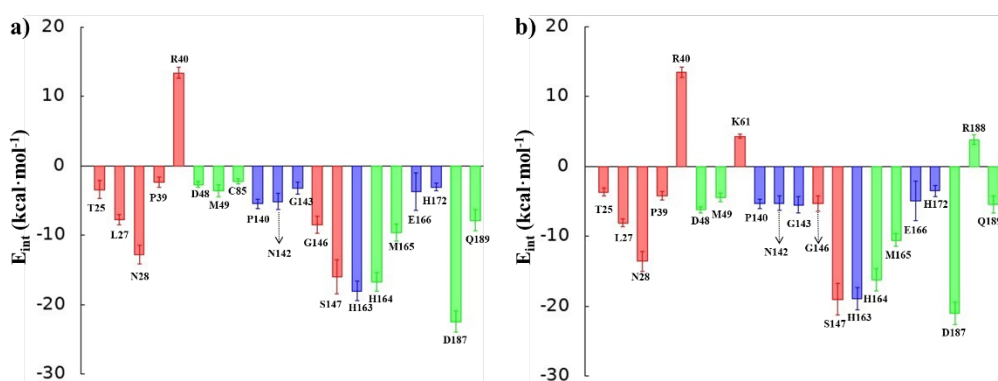 a)
E_int (kcal·mol⁻¹)
20
10
0
-10
-20
-30
T25
L27
N28
P39
R40
D48
M49
C85
P140
N142
G143
G146
S147
H163
H164
M165
E166
H172
D187
Q189
b)
E_int (kcal·mol⁻¹)
20
10
0
-10
-20
-30
T25
L27
N28
P39
R40
D48
M49
K61
P140
N142
G143
G146
S147
H163
H164
M165
E166
H172
D187
R188
Q189